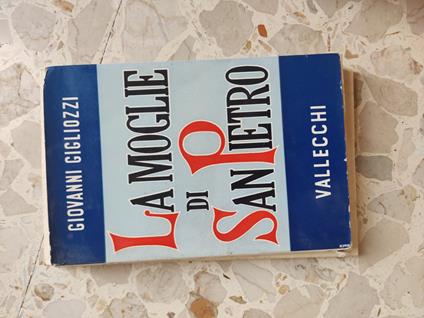 GIOVANNI GIGLIOZZI
LA MOGLIE
DI
SAN PIETRO
VALLECCHI